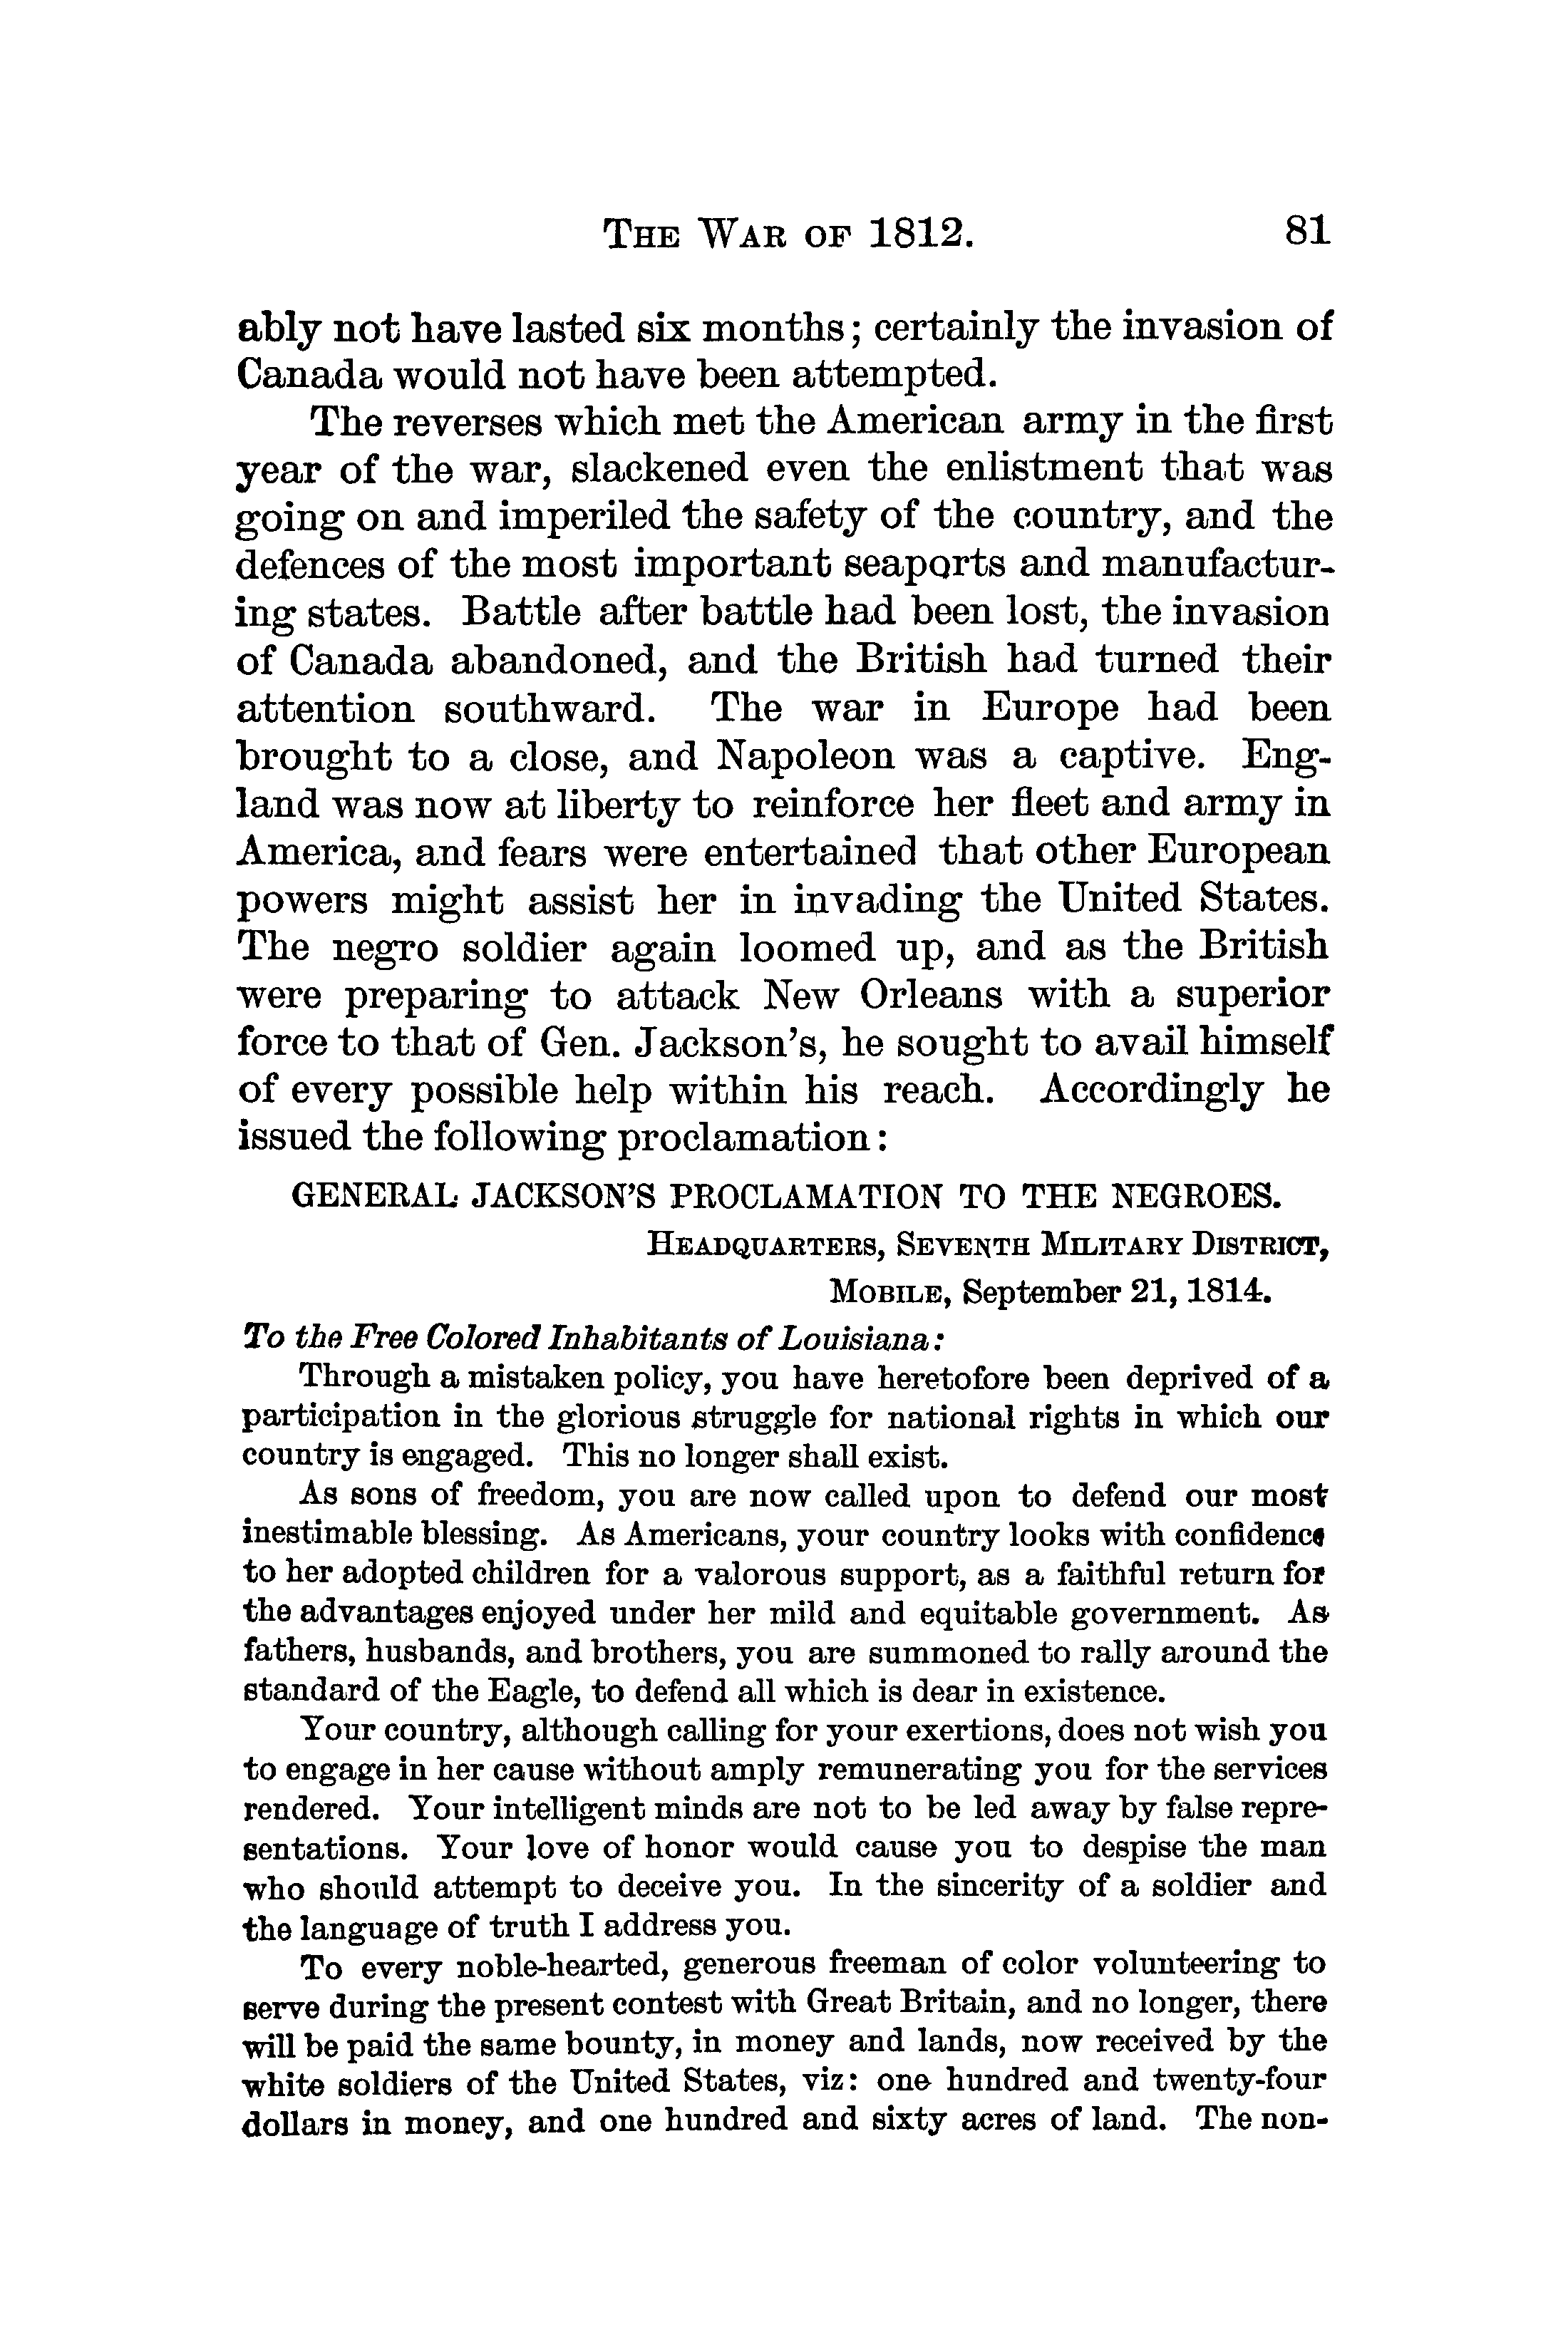 THE WAR OF 1812. 81
ably not have lasted six months; certainly the invasion of
Canada would not have been attempted.
The reverses which met the American army in the first
year of the war, slackened even the enlistment that was
going on and imperiled the safety of the country, and the
defences of the most important seaports and manufactur-
ing states. Battle after battle had been lost, the invasion
of Canada abandoned, and the British had turned their
attention southward. The war in Europe had been
brought to a close, and Napoleon was a captive. Eng-
land was now at liberty to reinforce her fleet and army in
America, and fears were entertained that other European
powers might assist her in invading the United States.
The negro soldier again loomed up, and as the British
were preparing to attack New Orleans with a superior
force to that of Gen. Jackson's, he sought to avail himself
of every possible help within his reach. Accordingly he
issued the following proclamation:
GENERAL JACKSON'S PROCLAMATION TO THE NEGROES.
HEADQUARTERS, SEVENTH MILITARY DISTRICT,
MOBILE, September 21, 1814.
To the Free Colored Inhabitants of Louisiana:
Through a mistaken policy, you have heretofore been deprived of a
participation in the glorious struggle for national rights in which our
country is engaged. This no longer shall exist.
As sons of freedom, you are now called upon to defend our most
inestimable blessing. As Americans, your country looks with confidence
to her adopted children for a valorous support, as a faithful return for
the advantages enjoyed under her mild and equitable government. As
fathers, husbands, and brothers, you are summoned to rally around the
standard of the Eagle, to defend all which is dear in existence.
Your country, although calling for your exertions, does not wish you
to engage in her cause without amply remunerating you for the services
rendered. Your intelligent minds are not to be led away by false repre-
sentations. Your love of honor would cause you to despise the man
who should attempt to deceive you. In the sincerity of a soldier and
the language of truth I address you.
To every noble-hearted, generous freeman of color volunteering to
serve during the present contest with Great Britain, and no longer, there
will be paid the same bounty, in money and lands, now received by the
white soldiers of the United States, viz: one hundred and twenty-four
dollars in money, and one hundred and sixty acres of land. The non-